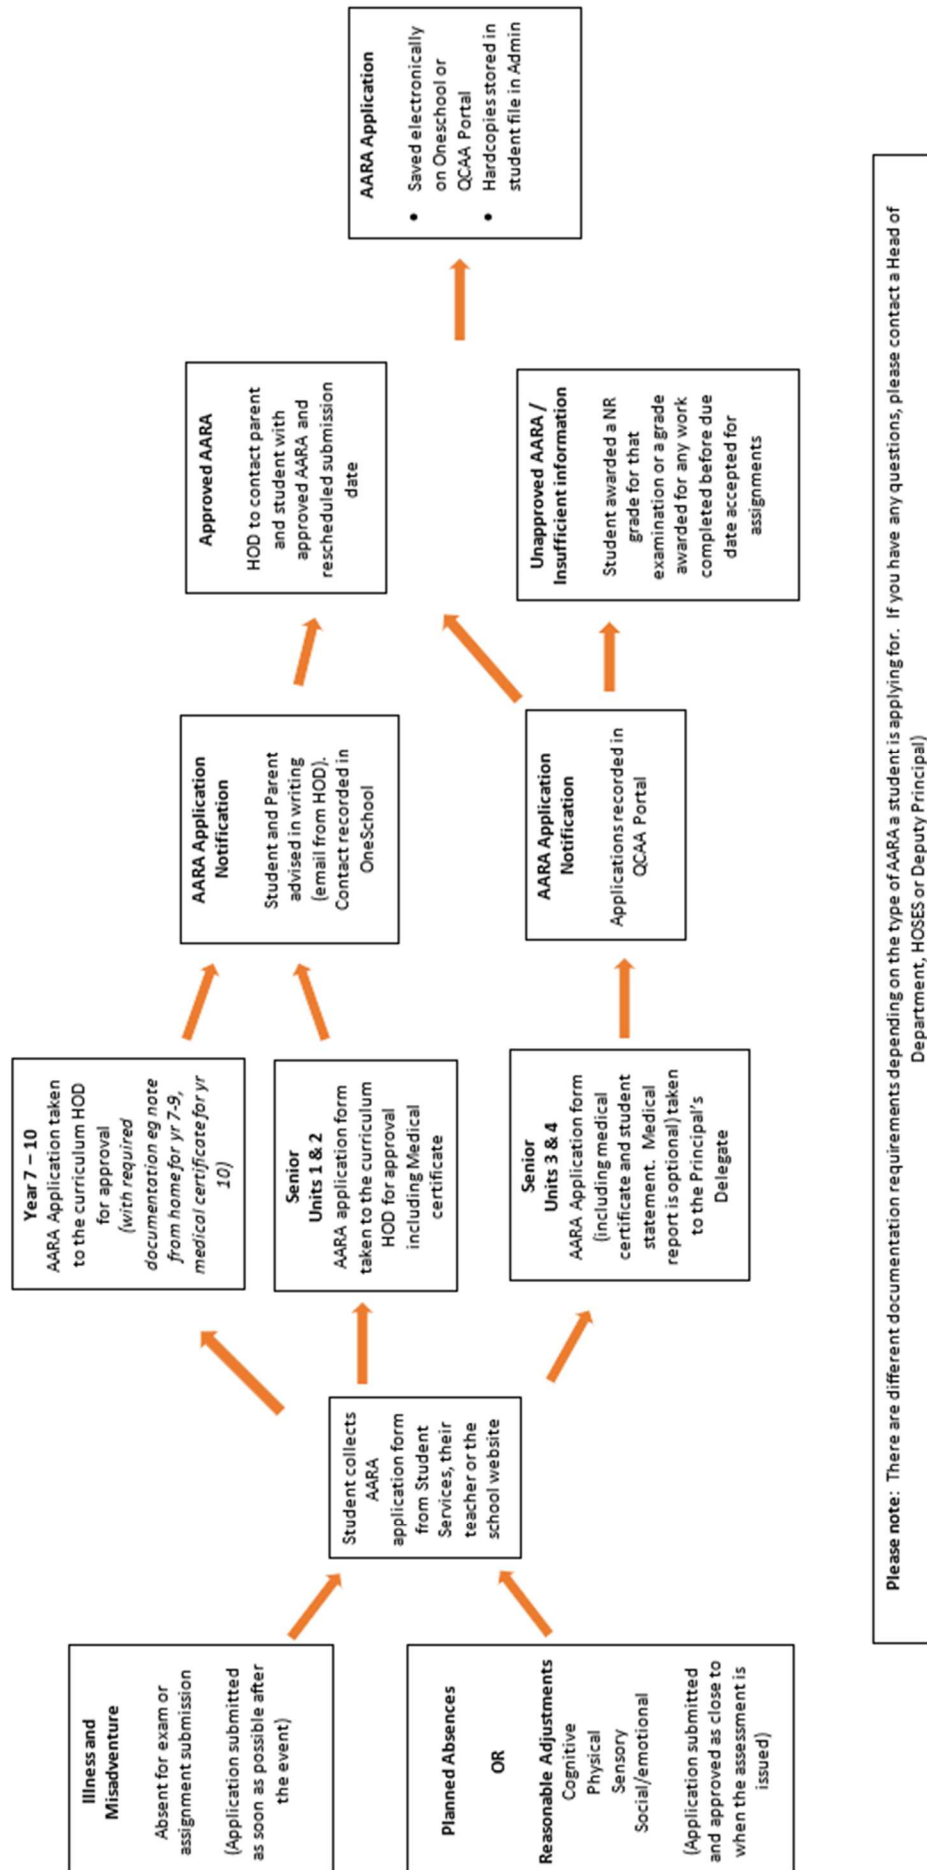 Illness and
Misadventure
Absent for exam or
assignment submission
(Application submitted
as soon as possible after
the event)
Planned Absences
OR
Reasonable Adjustments
Cognitive
Physical
Sensory
Social/emotional
(Application submitted
and approved as close to
when the assessment is
issued)
Student collects
AARA
application form
from Student
Services, their
teacher or the
school website
Year 7 – 10
AARA Application taken
to the curriculum HOD
for approval
(with required
documentation eg note
from home for yr 7-9,
medical certificate for yr
10)
Senior
Units 1 & 2
AARA application form
taken to the curriculum
HOD for approval
including Medical
certificate
Senior
Units 3 & 4
AARA Application form
(including medical
certificate and student
statement. Medical
report is optional) taken
to the Principal's
Delegate
AARA Application
Notification
Student and Parent
advised in writing
(email from HOD).
Contact recorded in
OneSchool
AARA Application
Notification
Applications recorded in
QCAA Portal
Approved AARA
HOD to contact parent
and student with
approved AARA and
rescheduled submission
date
Unapproved AARA /
Insufficient information
Student awarded a NR
grade for that
examination or a grade
awarded for any work
completed before due
date accepted for
assignments
AARA Application
• Saved electronically
on Oneschool or
QCAA Portal
• Hardcopies stored in
student file in Admin
Please note: There are different documentation requirements depending on the type of AARA a student is applying for. If you have any questions, please contact a Head of
Department, HOSES or Deputy Principal)